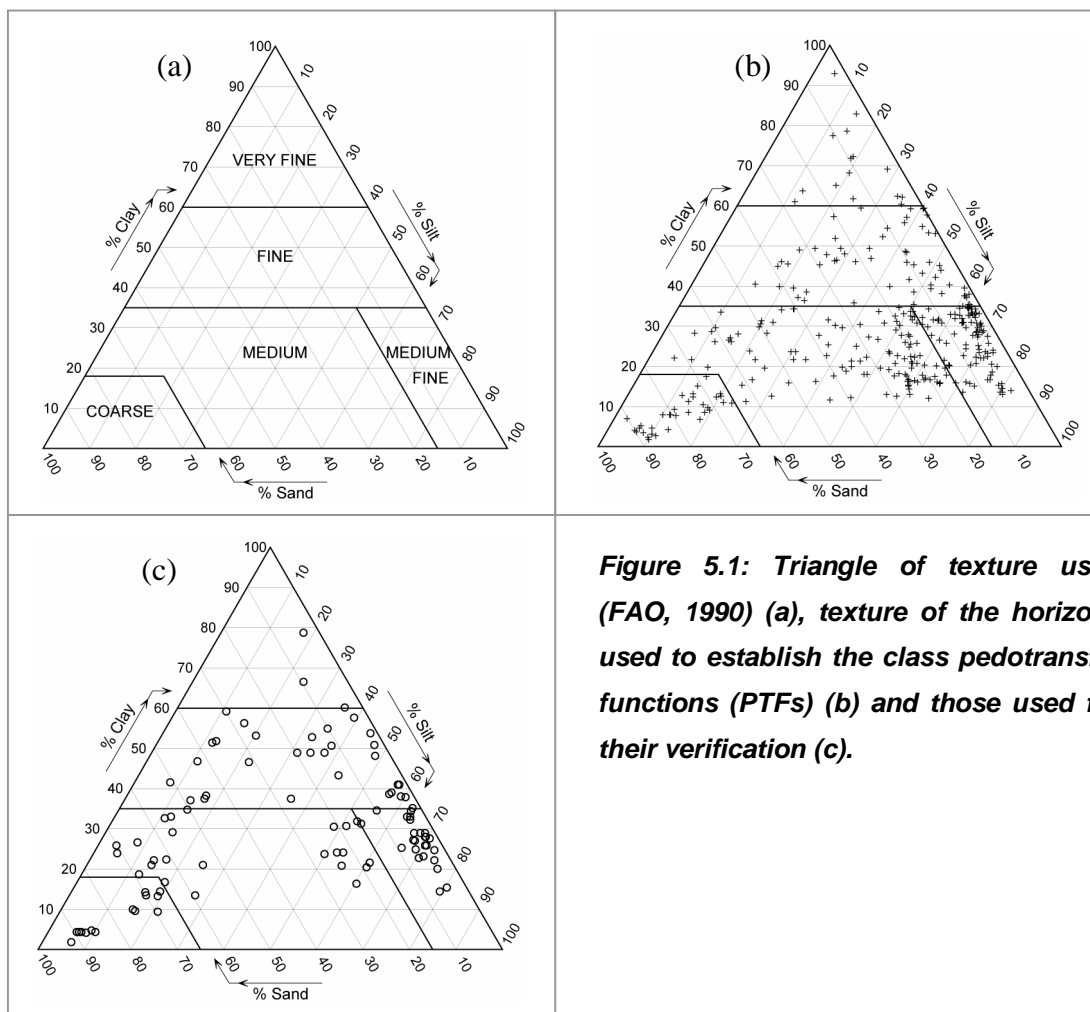 (a)
100
90 10
80 20
VERY FINE
70 30
60 40
% Clay % Silt
50 50
FINE
60
40
70
30 MEDIUM MEDIUM 80
FINE
20
90
COARSE
10
100
100 90 80 70 60 50 40 30 20 10
% Sand
(b)
100
90 10
80 20
70 30
60 40
% Clay % Silt
50 50
60
40
70
30 80
20
90
10
100
100 90 80 70 60 50 40 30 20 10
% Sand
(c)
100
90 10
80 20
70 30
60 40
% Clay % Silt
50 50
60
40
70
30 80
20
90
10
100
100 90 80 70 60 50 40 30 20 10
% Sand
Figure 5.1: Triangle of texture us
(FAO, 1990) (a), texture of the horizo
used to establish the class pedotransf
functions (PTFs) (b) and those used f
their verification (c).